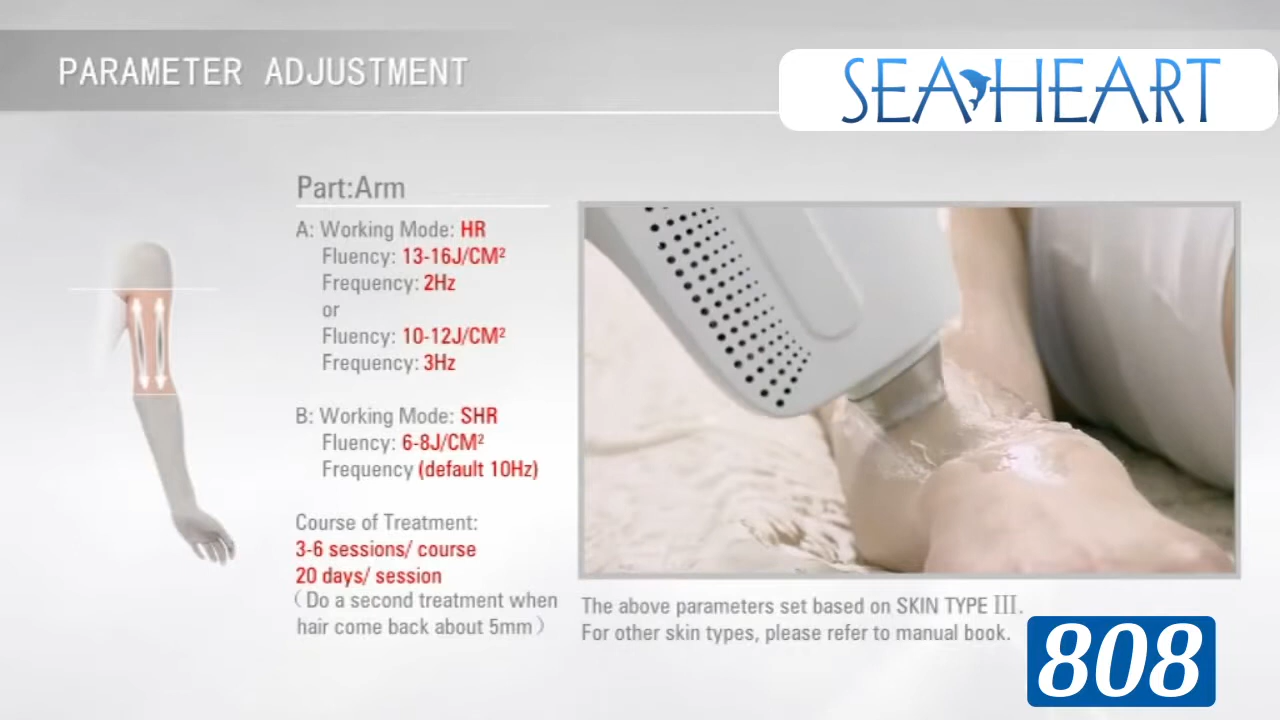 PARAMETER ADJUSTMENT
SEAHEART
Part:Arm
A: Working Mode: HR
Fluency: 13-16J/CM²
Frequency: 2Hz
or
Fluency: 10-12J/CM²
Frequency: 3Hz
B: Working Mode: SHR
Fluency: 6-8J/CM²
Frequency (default 10Hz)
Course of Treatment:
3-6 sessions/ course
20 days/ session
(Do a second treatment when
hair come back about 5mm)
The above parameters set based on SKIN TYPE III.
For other skin types, please refer to manual book.
808